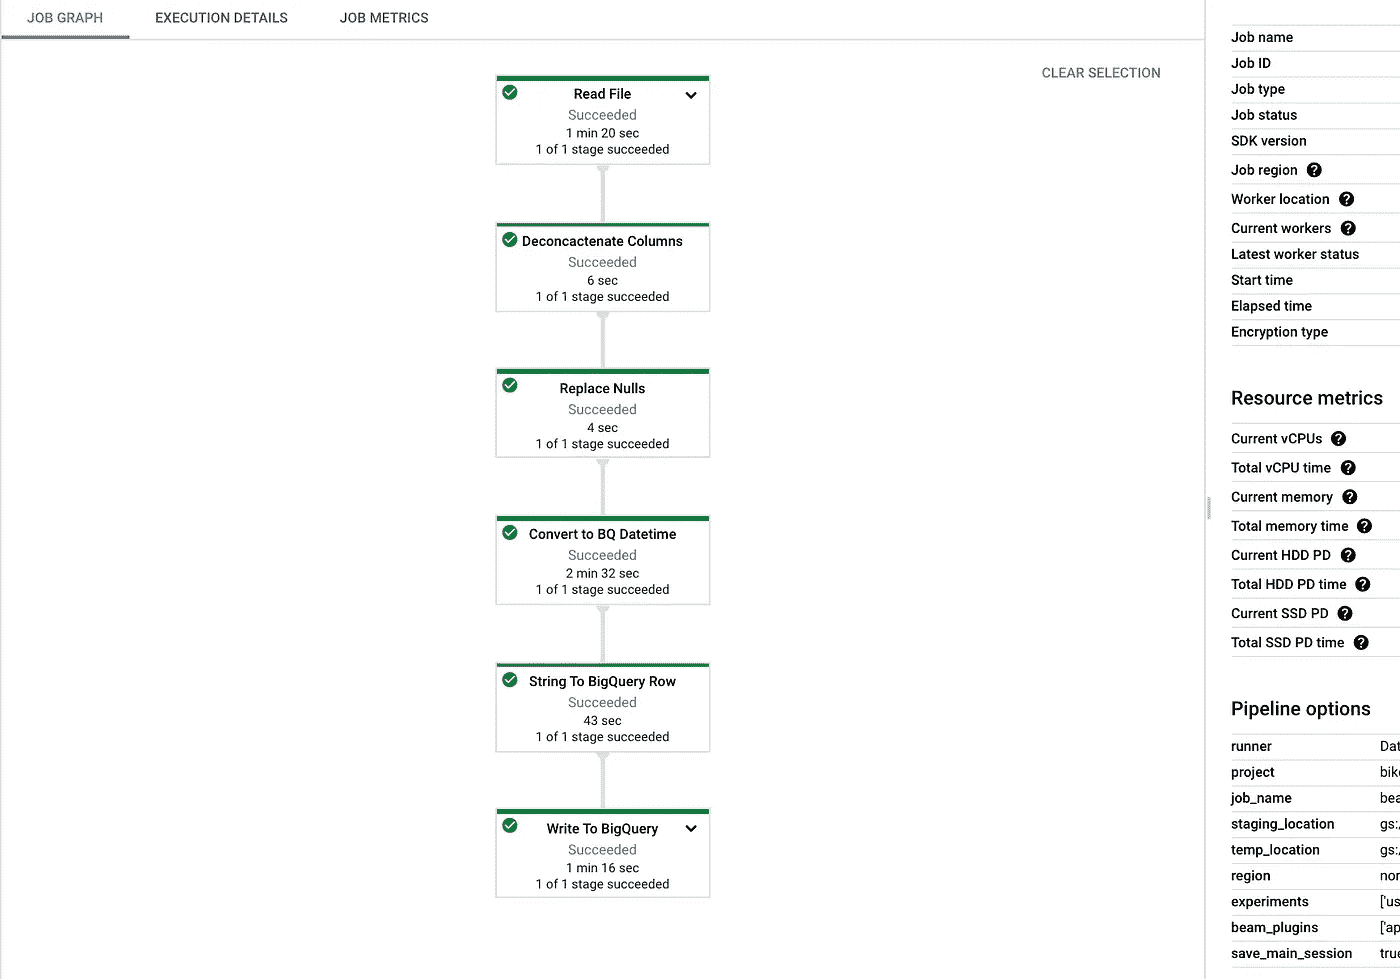 JOB GRAPH EXECUTION DETAILS JOB METRICS
CLEAR SELECTION
Read File
Succeeded
1 min 20 sec
1 of 1 stage succeeded
Deconcactenate Columns
Succeeded
6 sec
1 of 1 stage succeeded
Replace Nulls
Succeeded
4 sec
1 of 1 stage succeeded
Convert to BQ Datetime
Succeeded
2 min 32 sec
1 of 1 stage succeeded
String To BigQuery Row
Succeeded
43 sec
1 of 1 stage succeeded
Write To BigQuery
Succeeded
1 min 16 sec
1 of 1 stage succeeded
Job name
Job ID
Job type
Job status
SDK version
Job region
Worker location
Current workers
Latest worker status
Start time
Elapsed time
Encryption type
Resource metrics
Current vCPUs
Total vCPU time
Current memory
Total memory time
Current HDD PD
Total HDD PD time
Current SSD PD
Total SSD PD time
Pipeline options
runner Dat
project bik
job_name bea
staging_location gs:
temp_location gs:
region nor
experiments ['us
beam_plugins ['ap
save_main_session true